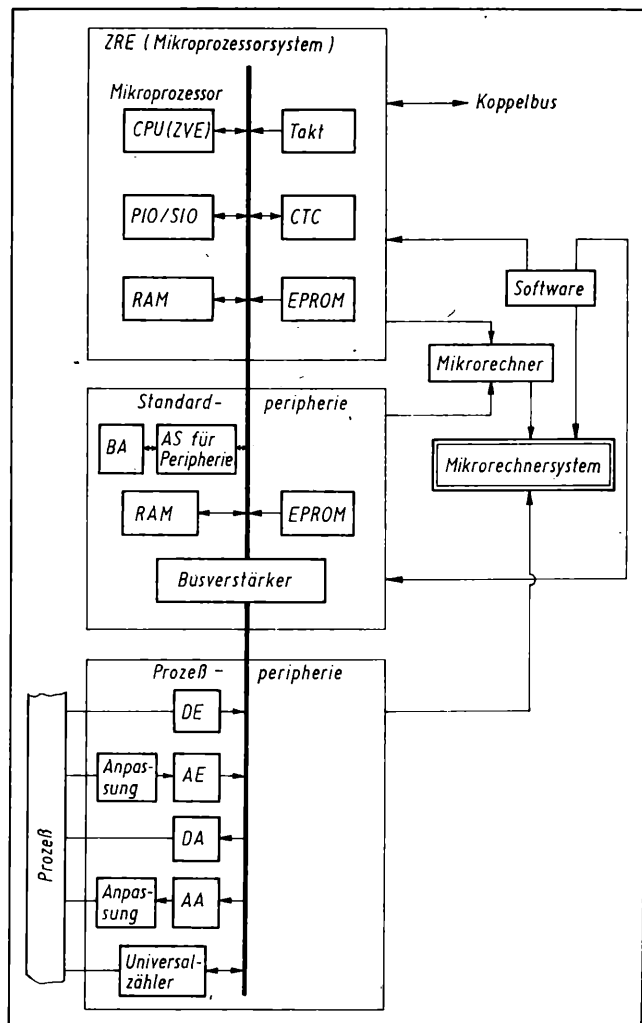 ZRE (Mikroprozessorsystem)
Mikroprozessor
CPU(ZVE)
Takt
Koppelbus
PIO/SIO
CTC
RAM
EPROM
Software
Mikrorechner
Standard-
peripherie
BA
AS für
Peripherie
Mikrorechnersystem
RAM
EPROM
Busverstärker
Prozeß-
peripherie
DE
Anpas-
sung
AE
DA
Prozeß
Anpas-
sung
AA
Universal-
zähler